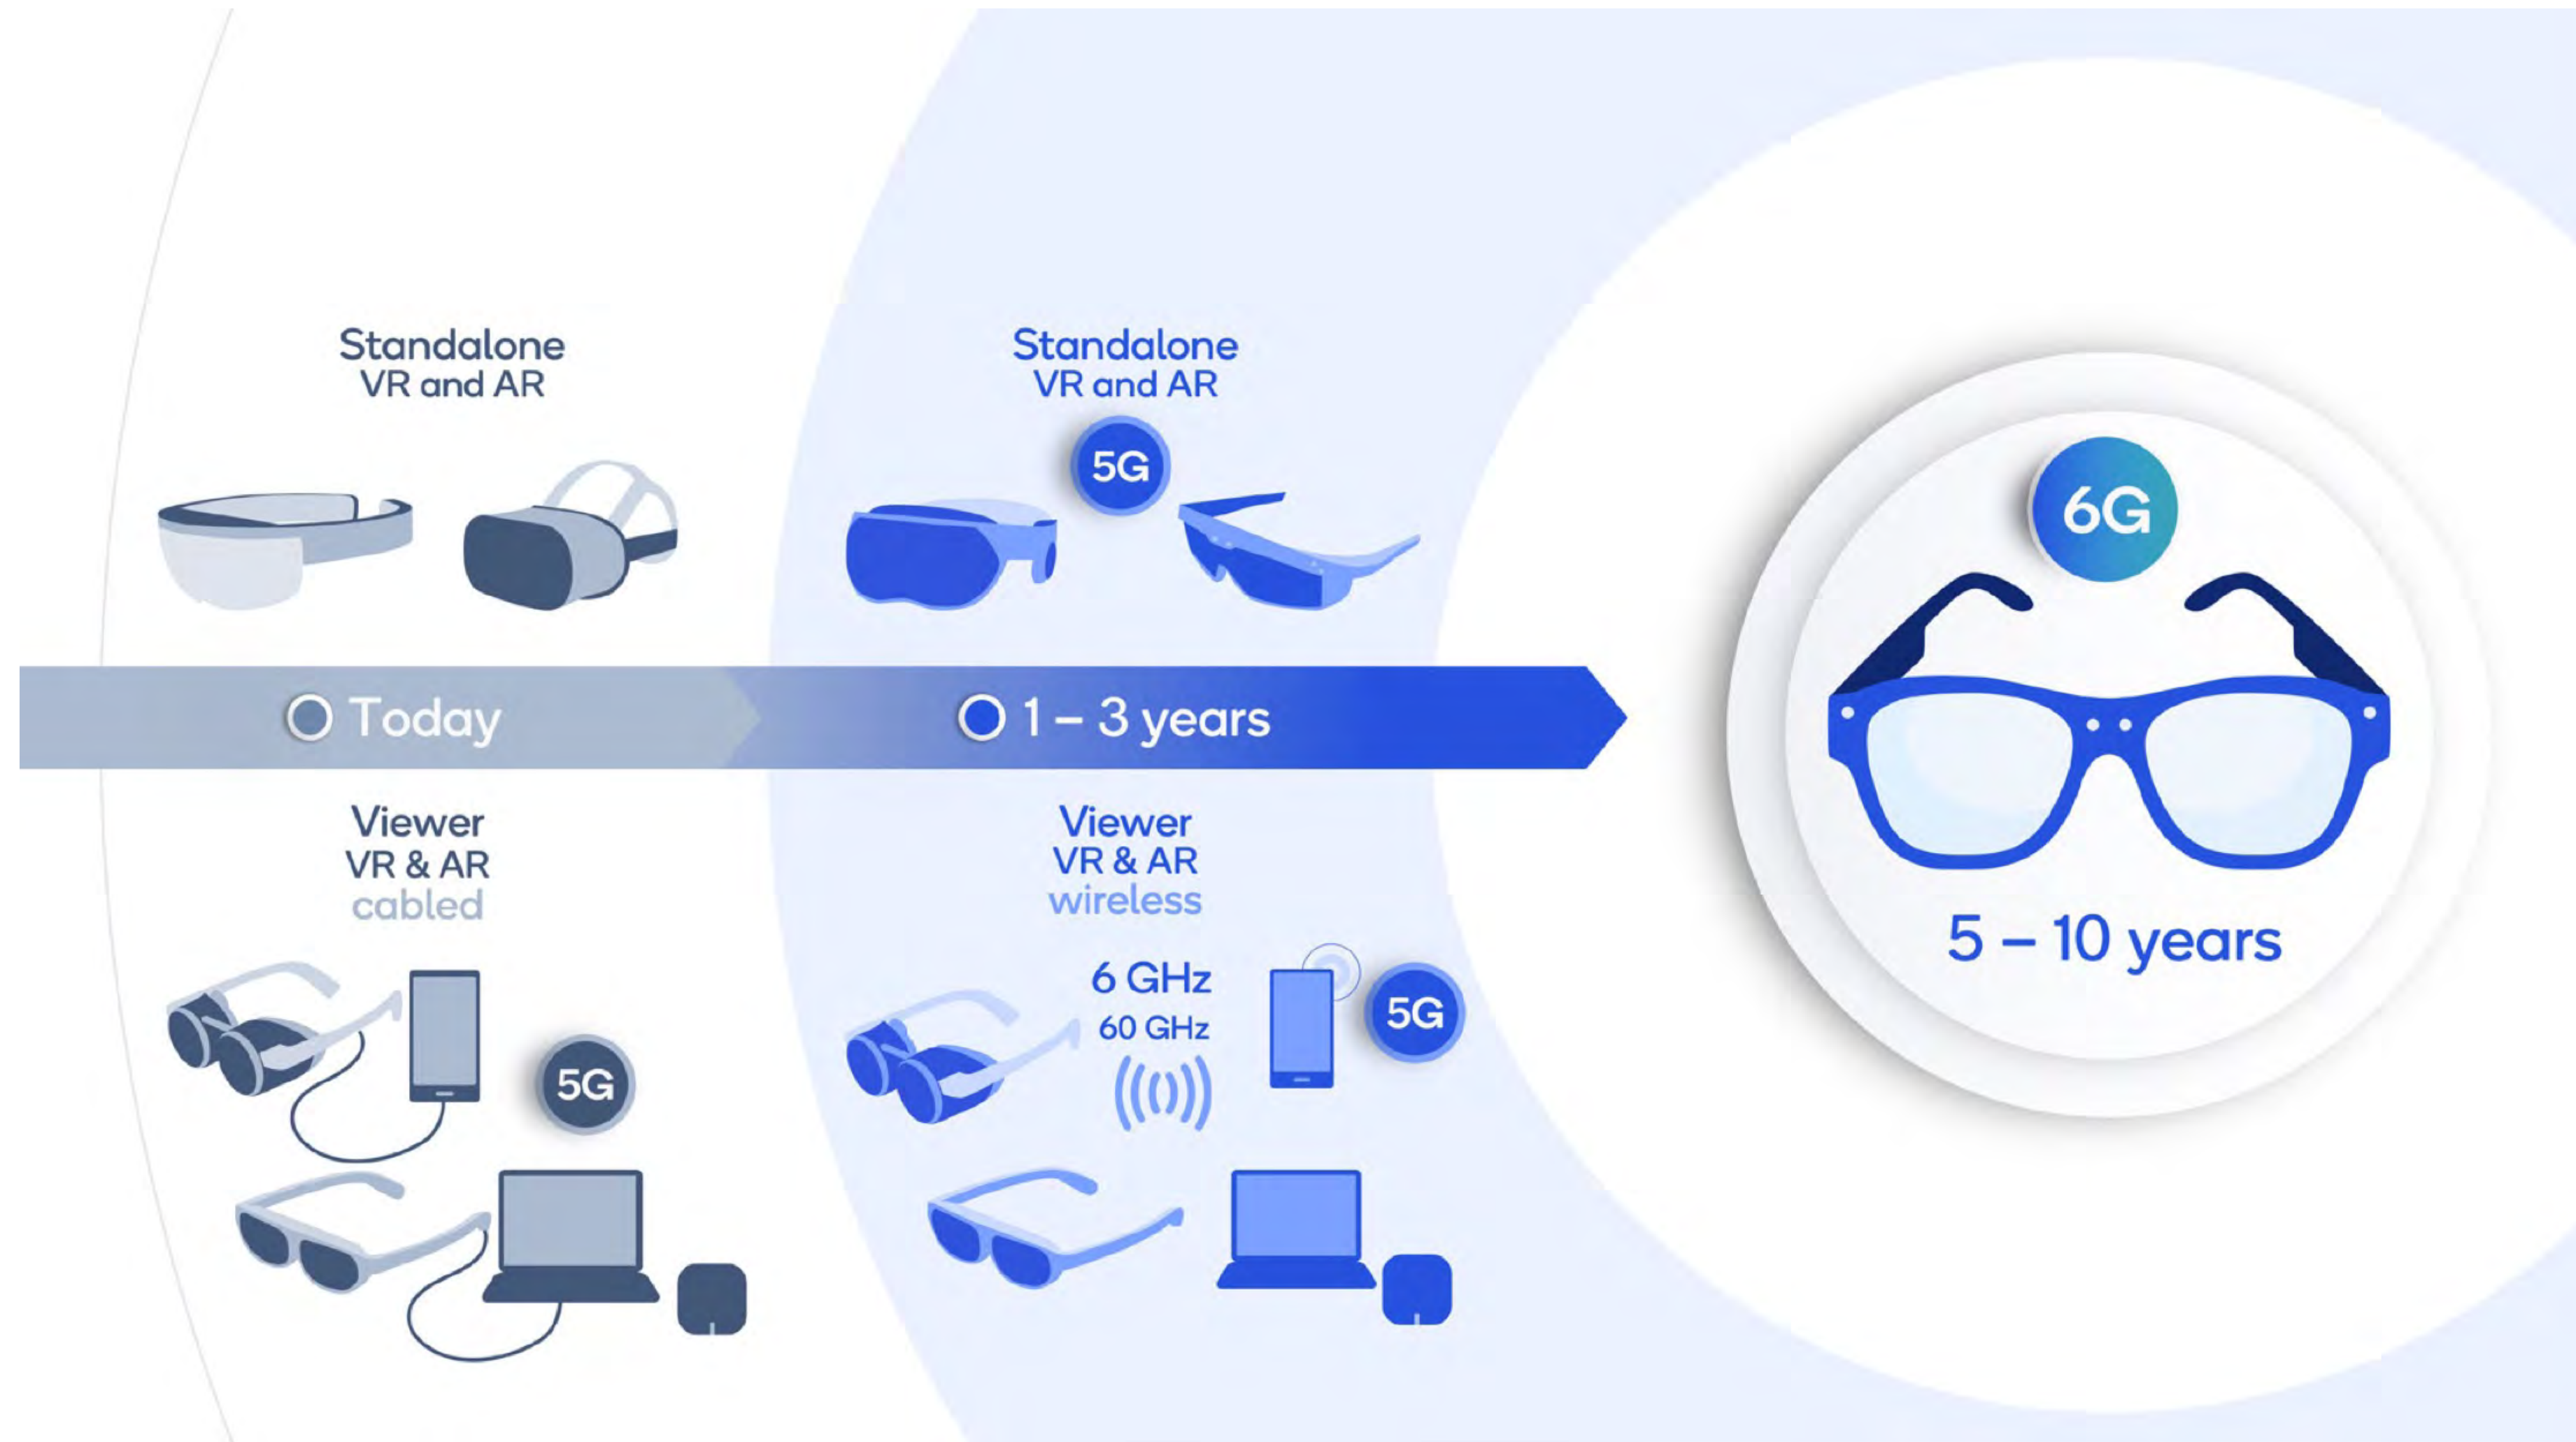 Standalone
VR and AR
Standalone
VR and AR
5G
6G
Today
1 – 3 years
5 – 10 years
Viewer
VR & AR
cabled
5G
Viewer
VR & AR
wireless
6 GHz
60 GHz
5G